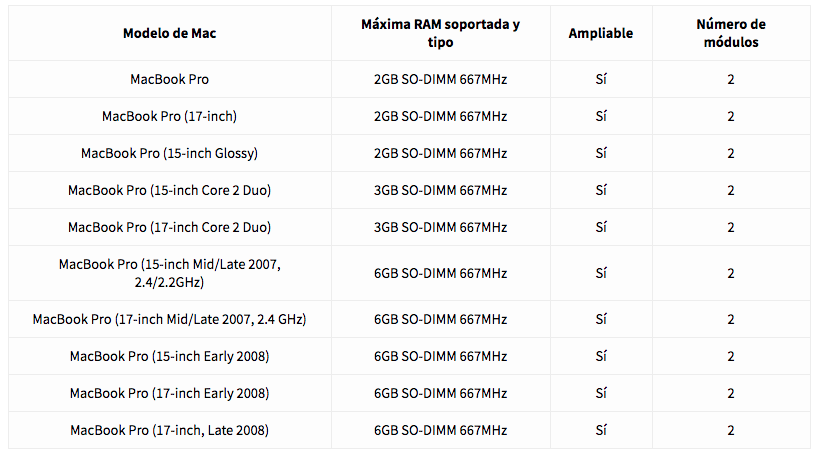 Modelo de Mac Máxima RAM soportada y tipo Ampliable Número de módulos
MacBook Pro 2GB SO-DIMM 667MHz Sí 2
MacBook Pro (17-inch) 2GB SO-DIMM 667MHz Sí 2
MacBook Pro (15-inch Glossy) 2GB SO-DIMM 667MHz Sí 2
MacBook Pro (15-inch Core 2 Duo) 3GB SO-DIMM 667MHz Sí 2
MacBook Pro (17-inch Core 2 Duo) 3GB SO-DIMM 667MHz Sí 2
MacBook Pro (15-inch Mid/Late 2007, 2.4/2.2GHz) 6GB SO-DIMM 667MHz Sí 2
MacBook Pro (17-inch Mid/Late 2007, 2.4 GHz) 6GB SO-DIMM 667MHz Sí 2
MacBook Pro (15-inch Early 2008) 6GB SO-DIMM 667MHz Sí 2
MacBook Pro (17-inch Early 2008) 6GB SO-DIMM 667MHz Sí 2
MacBook Pro (17-inch, Late 2008) 6GB SO-DIMM 667MHz Sí 2